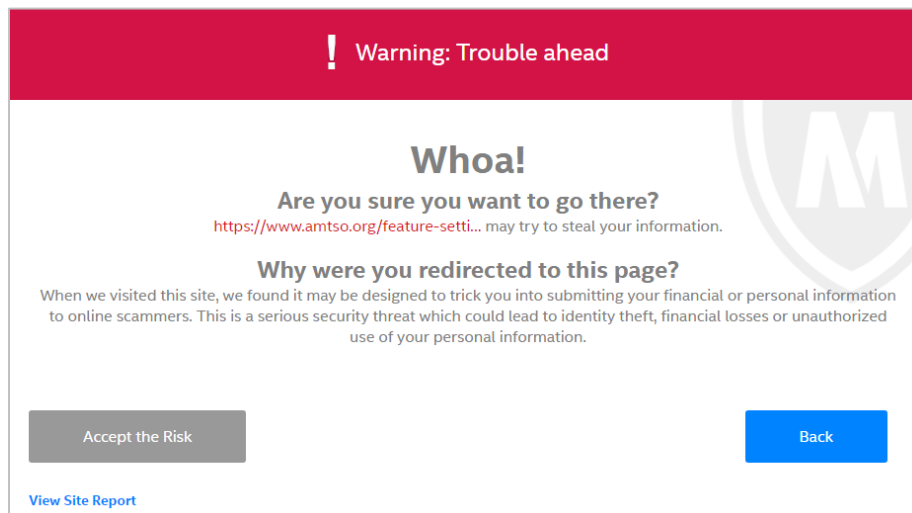 ! Warning: Trouble ahead
M
Whoa!
Are you sure you want to go there?
https://www.amtso.org/feature-setti... may try to steal your information.
Why were you redirected to this page?
When we visited this site, we found it may be designed to trick you into submitting your financial or personal information
to online scammers. This is a serious security threat which could lead to identity theft, financial losses or unauthorized
use of your personal information.
Accept the Risk
Back
View Site Report